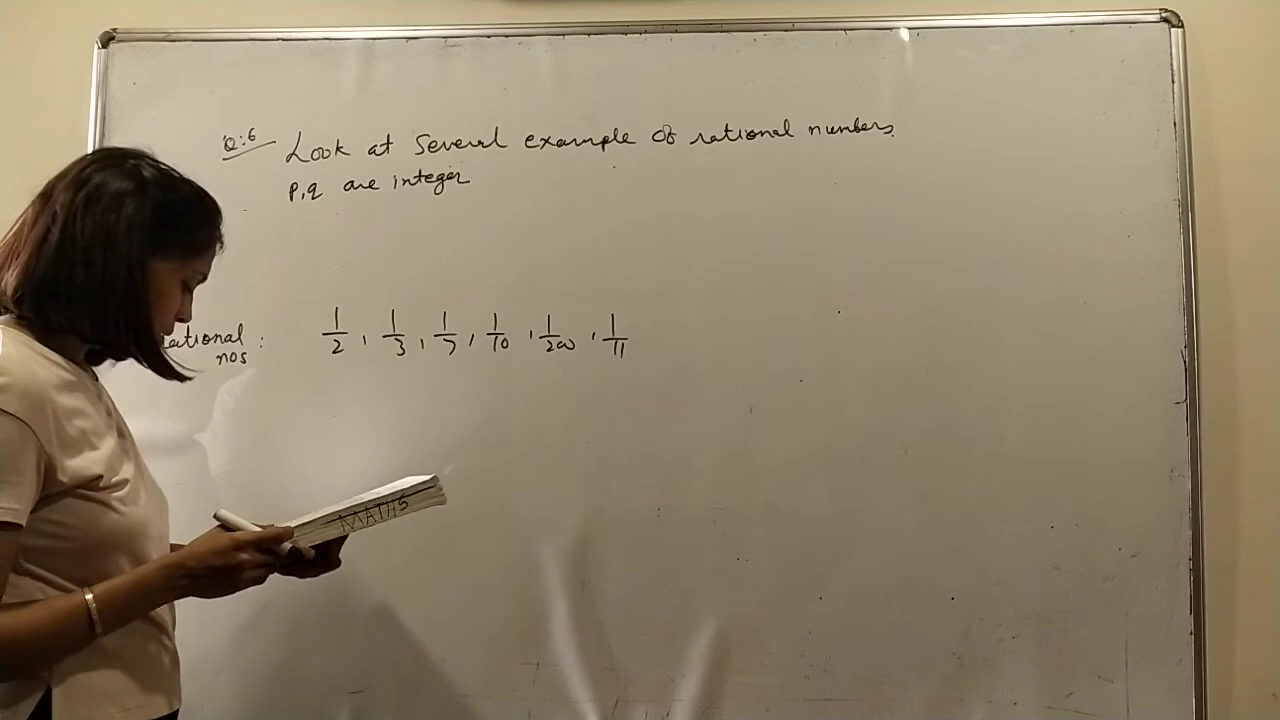 Q:6 Look at several example of rational numbers.
p,q are integer
rational nos : 1/2, 1/3, 1/7, 1/10, 1/200, 1/11
MATHS